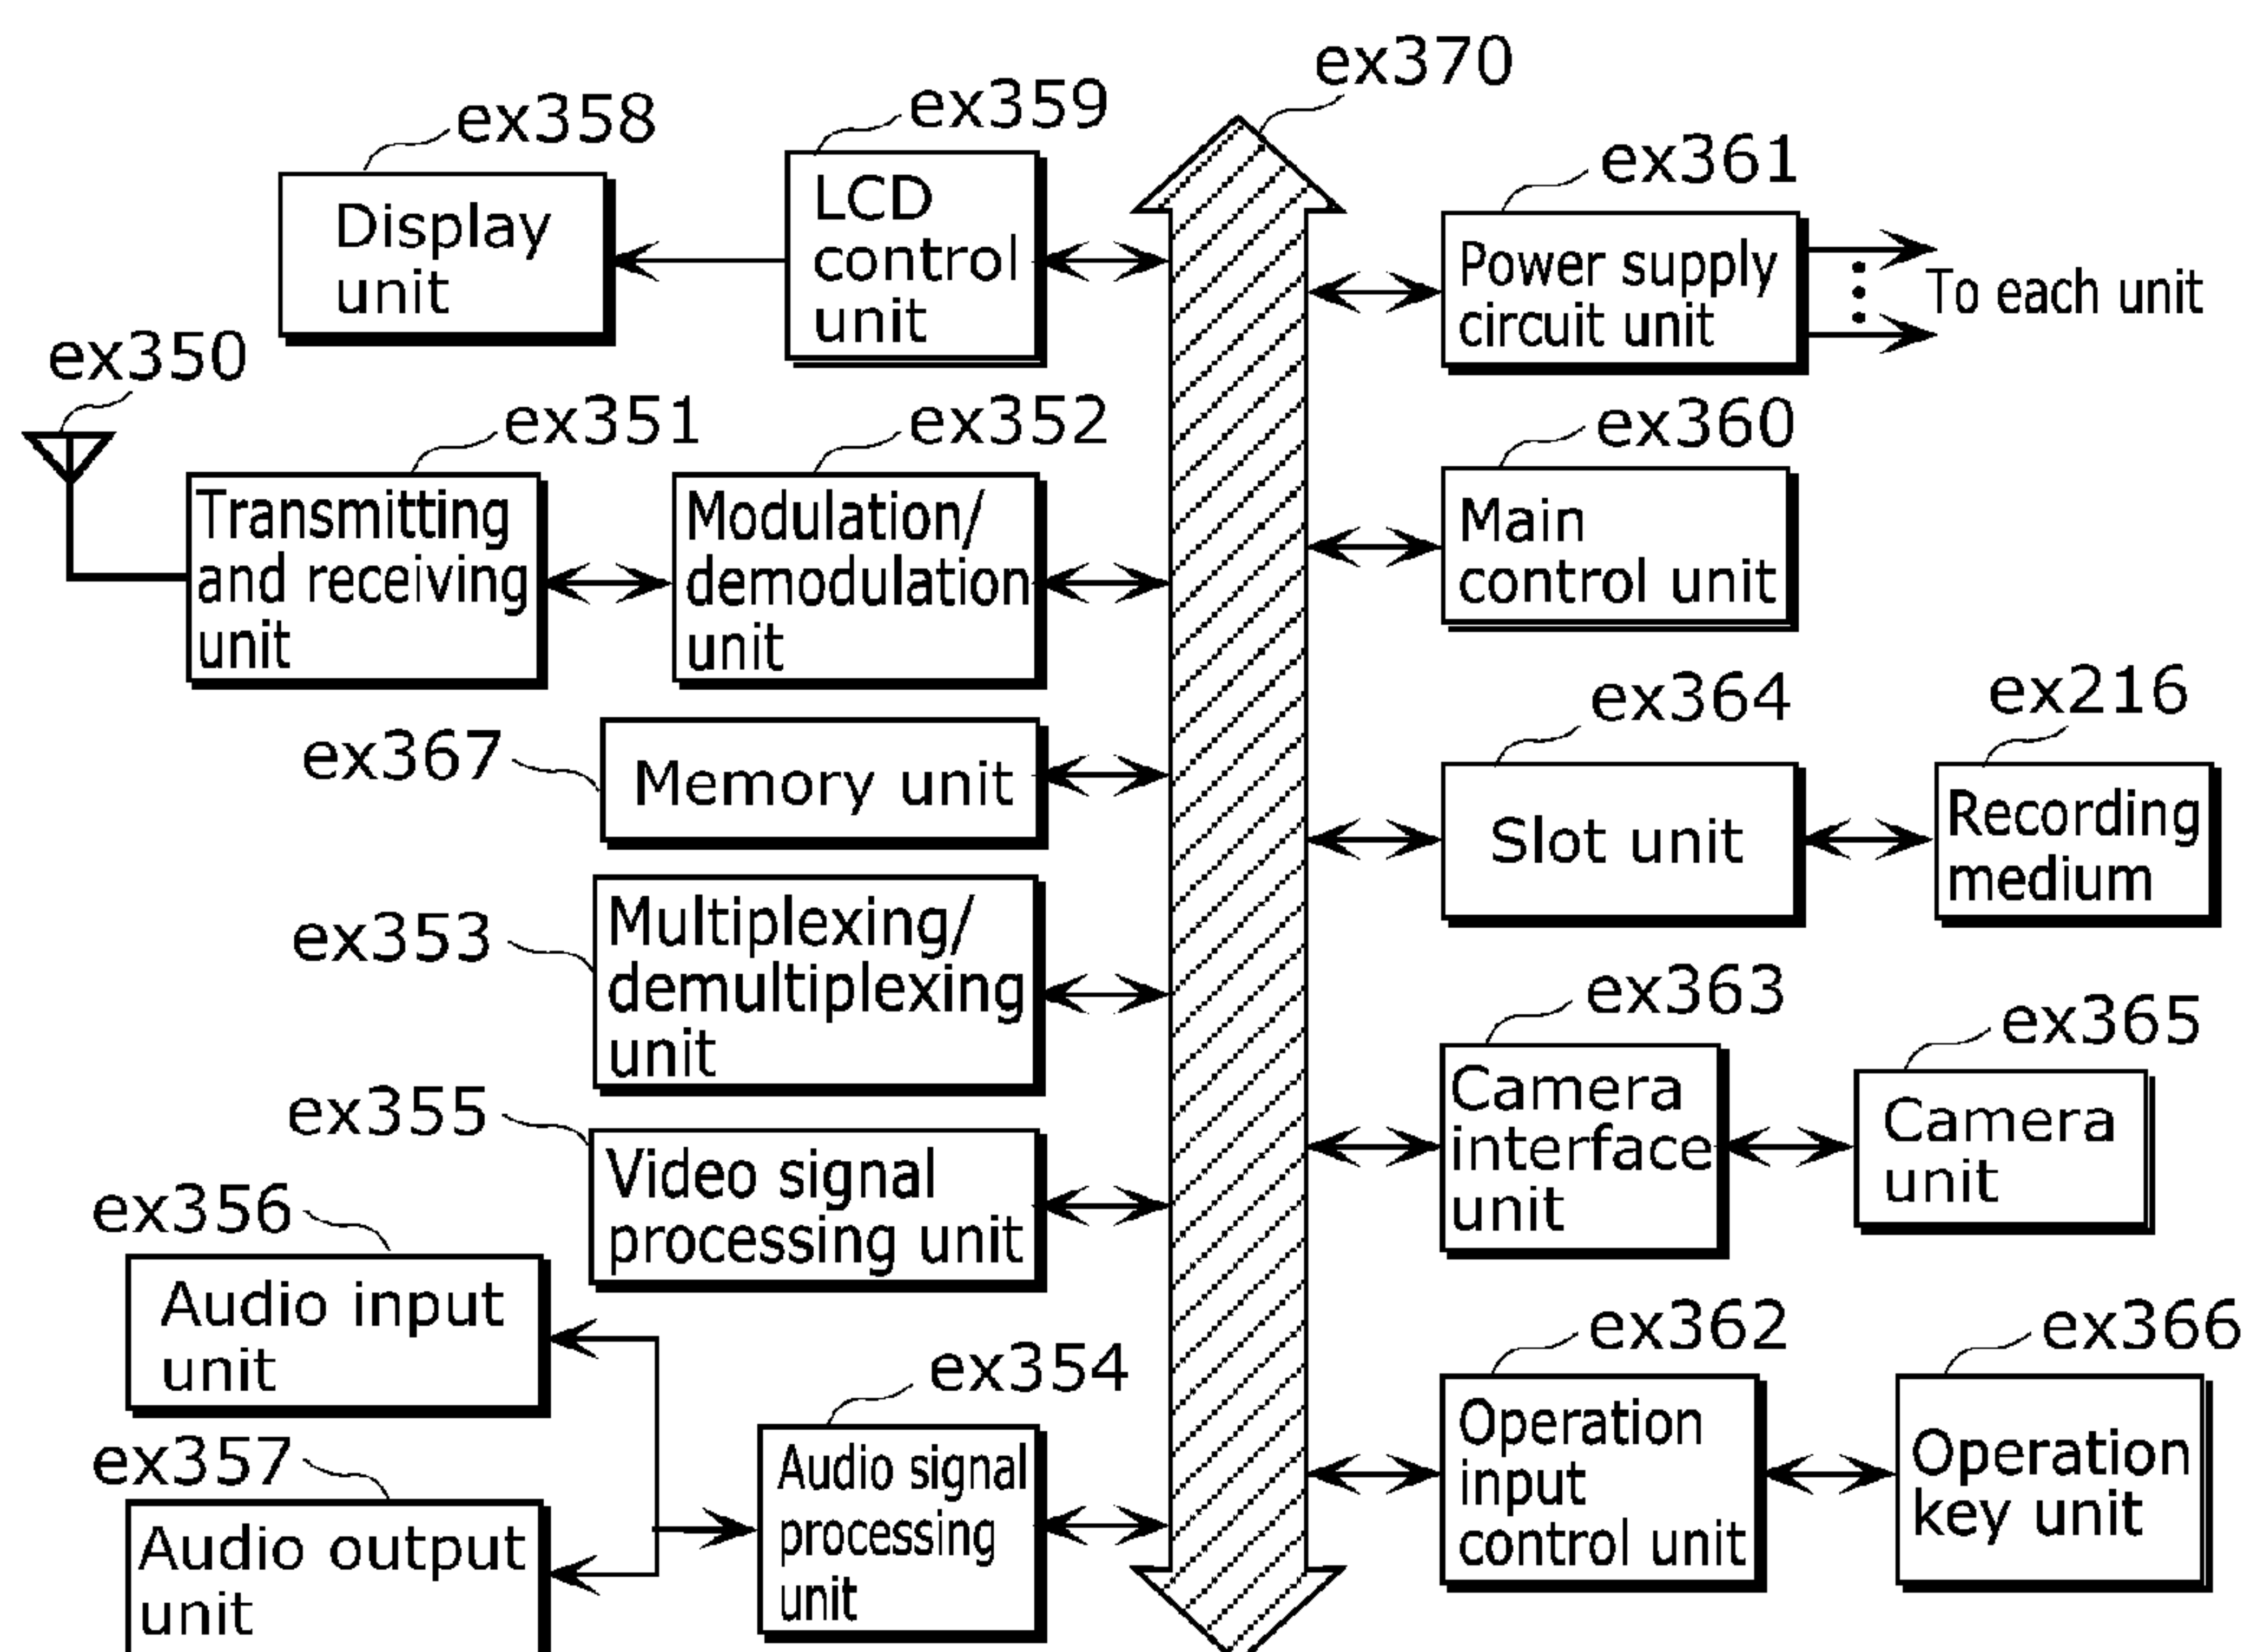 ex370
ex358
Display
unit
ex359
LCD
control
unit
ex361
Power supply
circuit unit
To each unit
ex350
ex351
Transmitting
and receiving
unit
ex352
Modulation/
demodulation
unit
ex360
Main
control unit
ex367
Memory unit
ex364
Slot unit
ex216
Recording
medium
ex353
Multiplexing/
demultiplexing
unit
ex363
Camera
interface
unit
ex365
Camera
unit
ex355
Video signal
processing unit
ex356
Audio input
unit
ex357
Audio output
unit
ex354
Audio signal
processing
unit
ex362
Operation
input
control unit
ex366
Operation
key unit